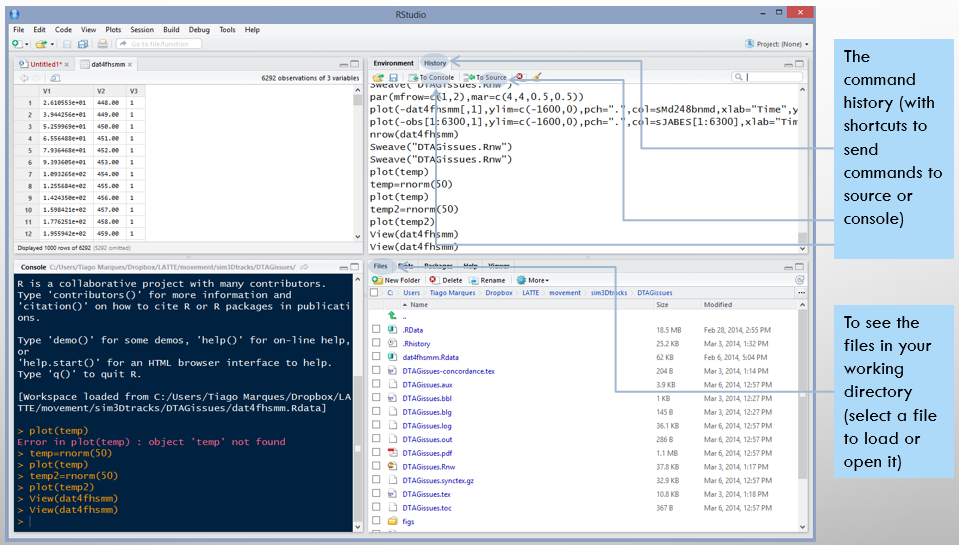 RStudio
File Edit Code View Plots Session Build Debug Tools Help
Go to file/function
Project: (None)
Untitled1* dat4fhsmm
6292 observations of 3 variables
V1 V2 V3
1 2.610553e+01 448.00 1
2 3.944256e+01 449.00 1
3 5.259969e+01 450.00 1
4 6.556488e+01 451.00 1
5 7.936468e+01 452.00 1
6 9.393605e+01 453.00 1
7 1.093265e+02 454.00 1
8 1.255684e+02 455.00 1
9 1.424350e+02 456.00 1
10 1.598421e+02 457.00 1
11 1.776251e+02 458.00 1
12 1.955942e+02 459.00 1
Displayed 1000 rows of 6292 (5292 omitted)
Environment History
To Console To Source
Sweave("DTAGissues.Rnw")
par(mfrow=c(1,2),mar=c(4,4,0.5,0.5))
plot(-dat4fhsmm[,1],ylim=c(-1600,0),pch=".",col=sMd248bnmd,xlab="Time",y
plot(-obs[1:6300,1],ylim=c(-1600,0),pch=".",col=sJABES[1:6300],xlab="Tim
nrow(dat4fhsmm)
Sweave("DTAGissues.Rnw")
Sweave("DTAGissues.Rnw")
plot(temp)
temp=rnorm(50)
plot(temp)
temp2=rnorm(50)
plot(temp2)
View(dat4fhsmm)
View(dat4fhsmm)
Console C:/Users/Tiago Marques/Dropbox/LATTE/movement/sim3Dtracks/DTAGissues/
R is a collaborative project with many contributors.
Type 'contributors()' for more information and
'citation()' on how to cite R or R packages in publicati
ons.
Type 'demo()' for some demos, 'help()' for on-line help,
or
'help.start()' for an HTML browser interface to help.
Type 'q()' to quit R.
[Workspace loaded from C:/Users/Tiago Marques/Dropbox/LA
TTE/movement/sim3Dtracks/DTAGissues/dat4fhsmm.Rdata]
> plot(temp)
Error in plot(temp) : object 'temp' not found
> temp=rnorm(50)
> plot(temp)
> temp2=rnorm(50)
> plot(temp2)
> View(dat4fhsmm)
> View(dat4fhsmm)
>
Files Plots Packages Help Viewer
New Folder Delete Rename More
C: Users Tiago Marques Dropbox LATTE movement sim3Dtracks DTAGissues
Name Size Modified
..
.RData 18.5 MB Feb 28, 2014, 2:55 PM
.Rhistory 25.2 KB Mar 3, 2014, 1:32 PM
dat4fhsmm.Rdata 62 KB Feb 6, 2014, 5:04 PM
DTAGissues-concordance.tex 204 B Mar 3, 2014, 1:14 PM
DTAGissues.aux 3.9 KB Mar 6, 2014, 12:57 PM
DTAGissues.bbl 1 KB Mar 3, 2014, 12:27 PM
DTAGissues.blg 145 B Mar 3, 2014, 12:27 PM
DTAGissues.log 36.1 KB Mar 6, 2014, 12:57 PM
DTAGissues.out 286 B Mar 6, 2014, 12:57 PM
DTAGissues.pdf 1.1 MB Mar 6, 2014, 12:57 PM
DTAGissues.Rnw 37.8 KB Mar 3, 2014, 1:17 PM
DTAGissues.synctex.gz 32.9 KB Mar 6, 2014, 12:57 PM
DTAGissues.tex 10.8 KB Mar 3, 2014, 1:18 PM
DTAGissues.toc 367 B Mar 6, 2014, 12:57 PM
figs
The
command
history (with
shortcuts to
send
commands to
source or
console)
To see the
files in your
working
directory
(select a file
to load or
open it)